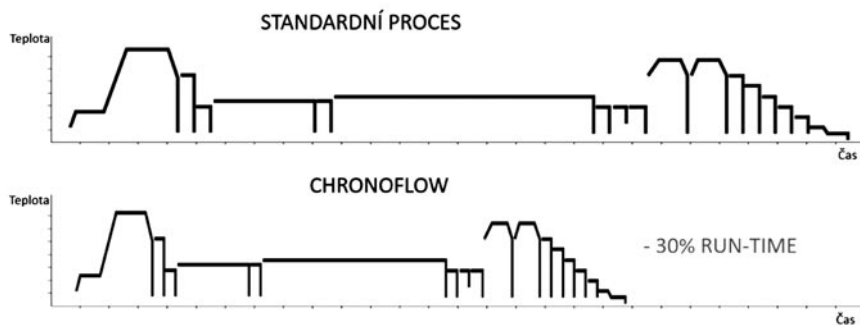 STANDARDNÍ PROCES
Teplota
Čas
CHRONOFLOW
Teplota
- 30% RUN-TIME
Čas